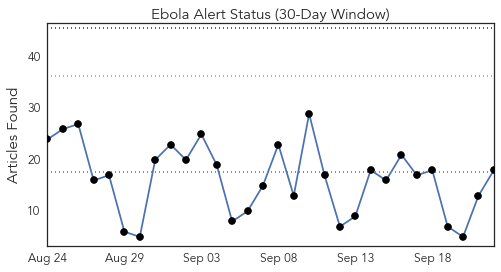 Ebola Alert Status (30-Day Window)
Articles Found
40
30
20
10
Aug 24 Aug 29 Sep 03 Sep 08 Sep 13 Sep 18